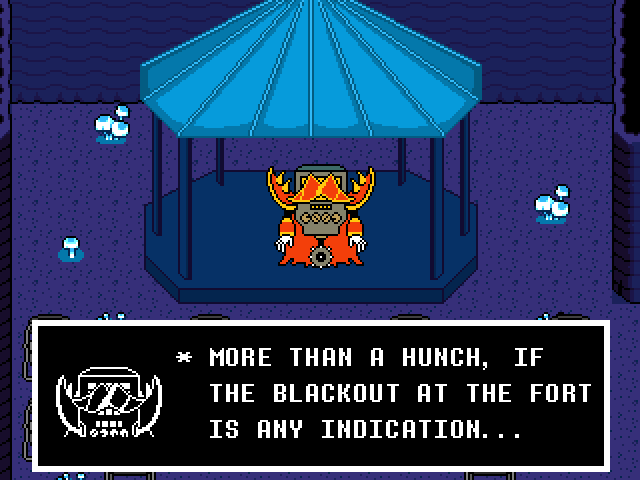 * MORE THAN A HUNCH, IF
THE BLACKOUT AT THE FORT
IS ANY INDICATION...